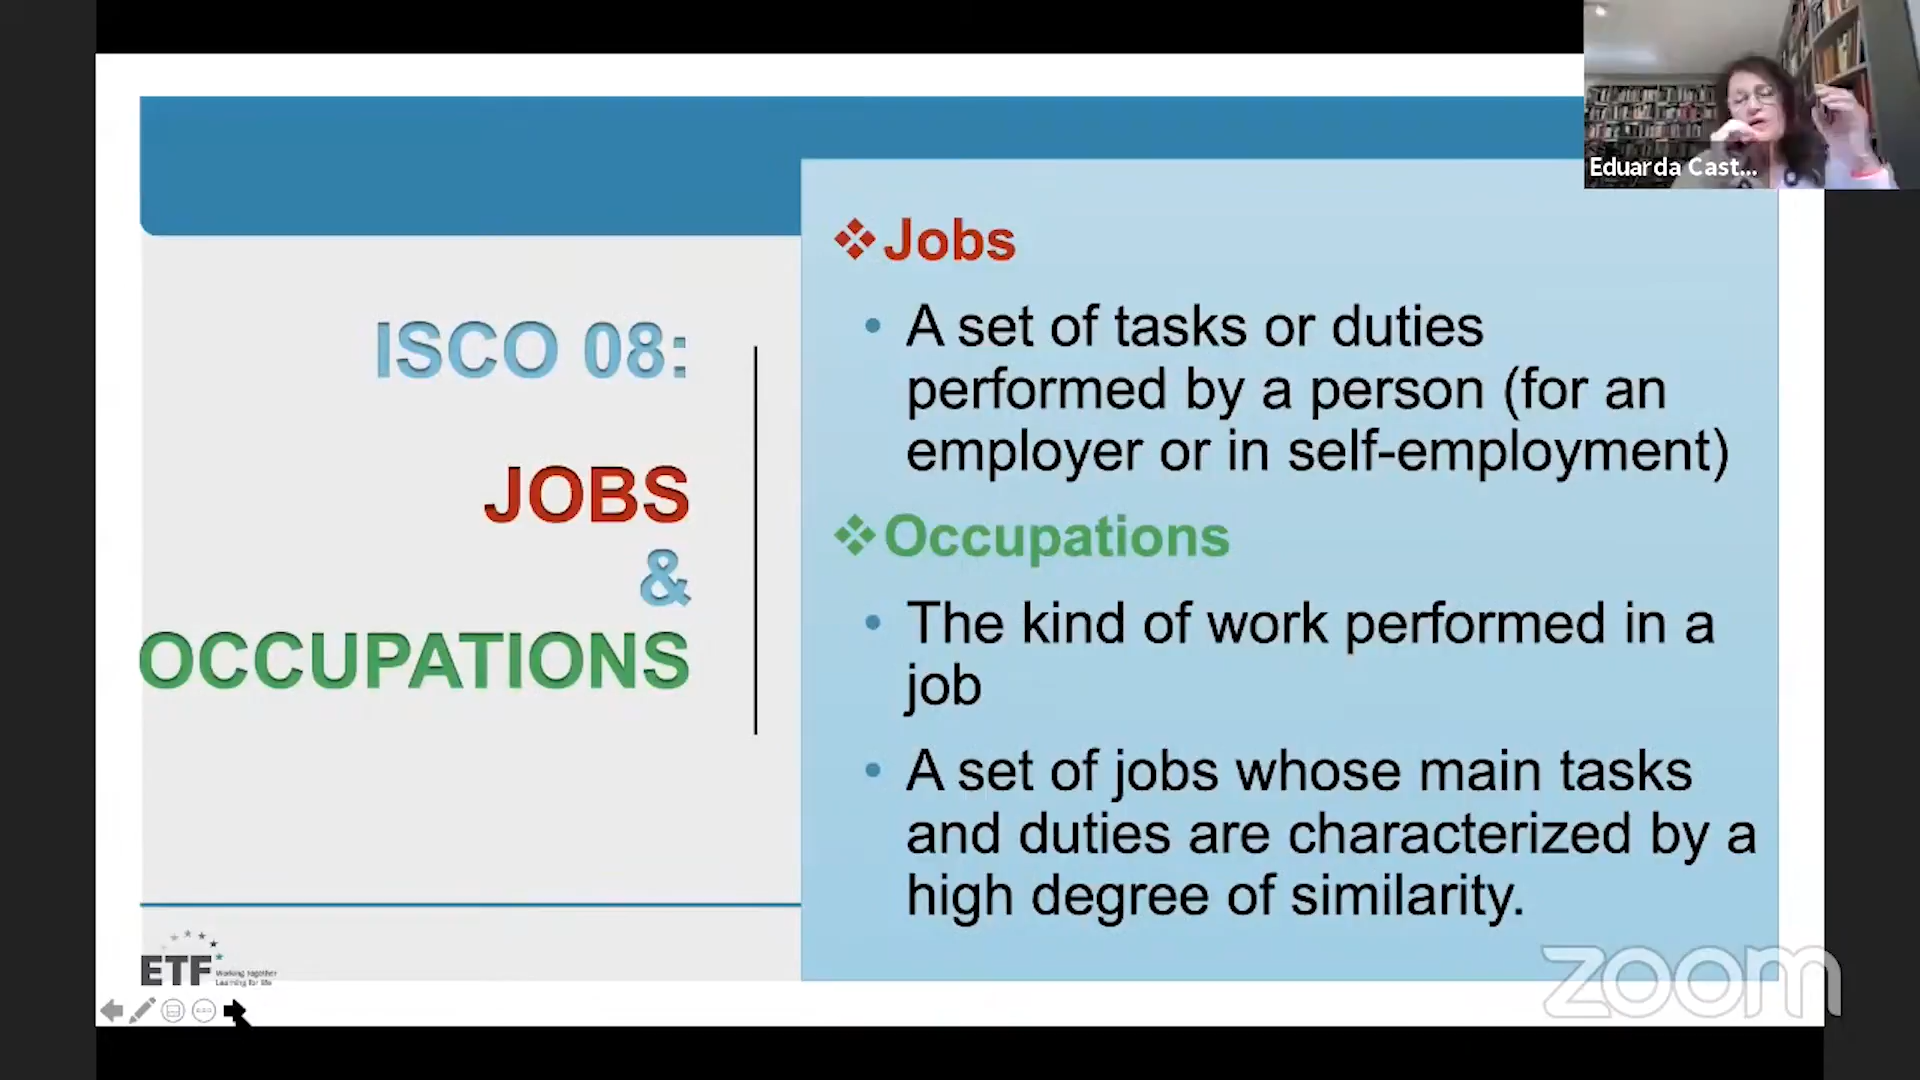 Eduarda Cast...
ISCO 08:
JOBS
&
OCCUPATIONS
Jobs
• A set of tasks or duties
performed by a person (for an
employer or in self-employment)
Occupations
• The kind of work performed in a
job
• A set of jobs whose main tasks
and duties are characterized by a
high degree of similarity.
ETF
Working together
Learning for life
zoom